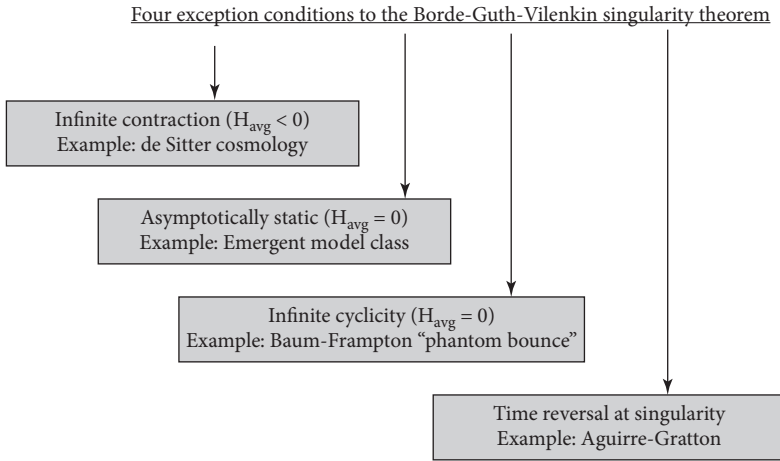 Four exception conditions to the Borde-Guth-Vilenkin singularity theorem
Infinite contraction (Havg < 0)
Example: de Sitter cosmology
Asymptotically static (Havg = 0)
Example: Emergent model class
Infinite cyclicity (Havg = 0)
Example: Baum-Frampton “phantom bounce”
Time reversal at singularity
Example: Aguirre-Gratton